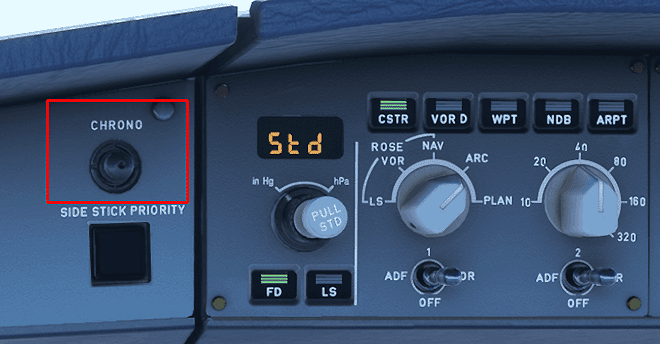 CHRONO
SIDE STICK PRIORITY
Std
in Hg
hPa
PULL
STD
FD
LS
CSTR
VOR D
WPT
NDB
ARPT
ROSE
VOR
NAV
ARC
LS
PLAN
10
20
40
80
160
320
1
ADF
OFF
2
ADF
OFF